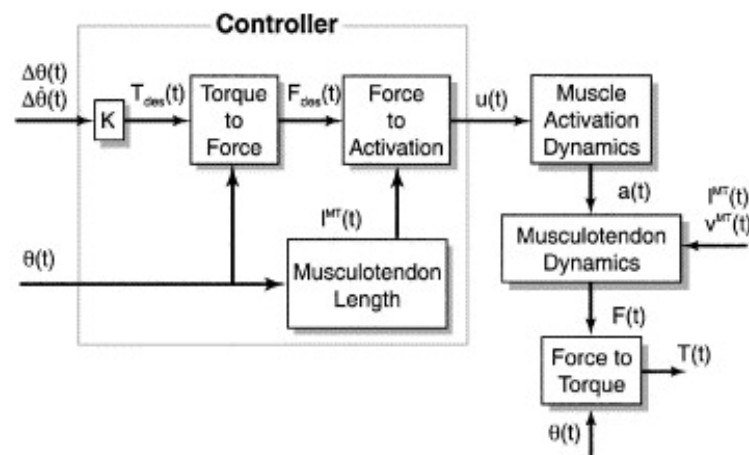 Controller
Δθ(t)
Δθ̇(t)
K
T_des(t)
Torque
to
Force
F_des(t)
Force
to
Activation
u(t)
Muscle
Activation
Dynamics
a(t)
l^MT(t)
v^MT(t)
Musculotendon
Dynamics
θ(t)
l^MT(t)
Musculotendon
Length
F(t)
Force to
Torque
T(t)
θ(t)